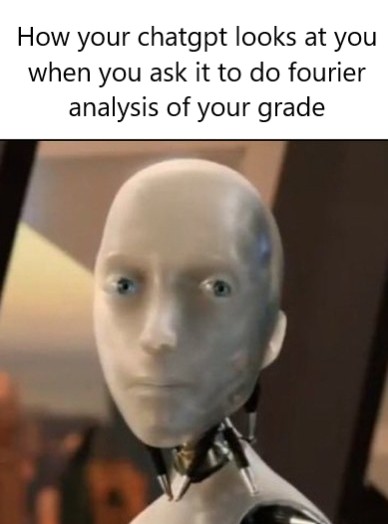 How your chatgpt looks at you
when you ask it to do fourier
analysis of your grade